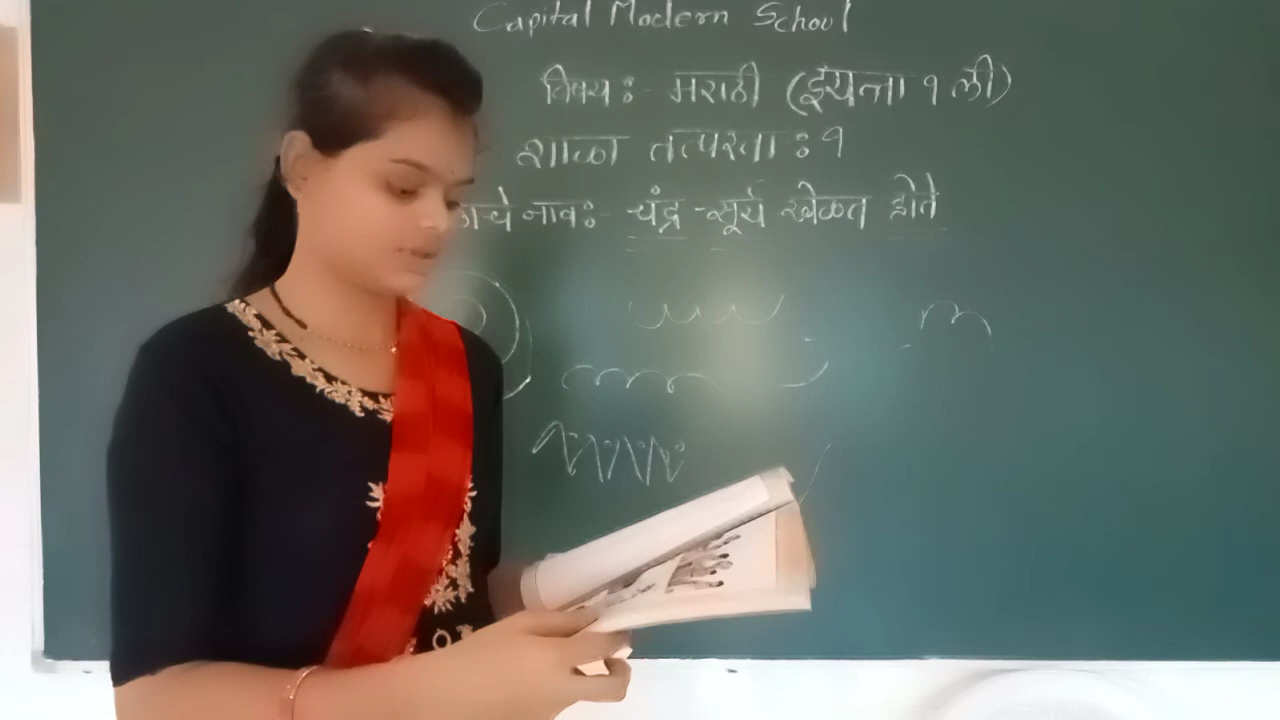 Capital Modern School
विषय :- मराठी (इयत्ता १ ली)
शाळा तत्परता : १
नाव :- चंद्र -सूर्य खेळत होते